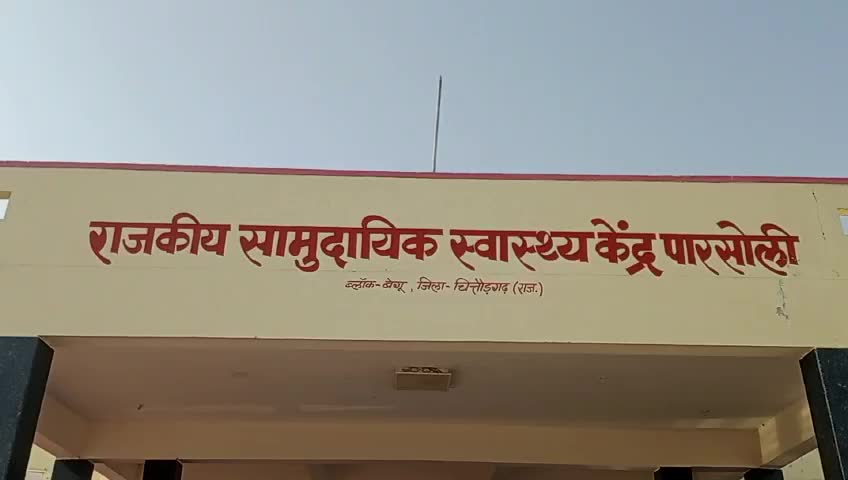 राजकीय सामुदायिक स्वास्थ्य केंद्र पारसोली
ब्लॉक-बेगू, जिला-चित्तौड़गढ़ (राज.)